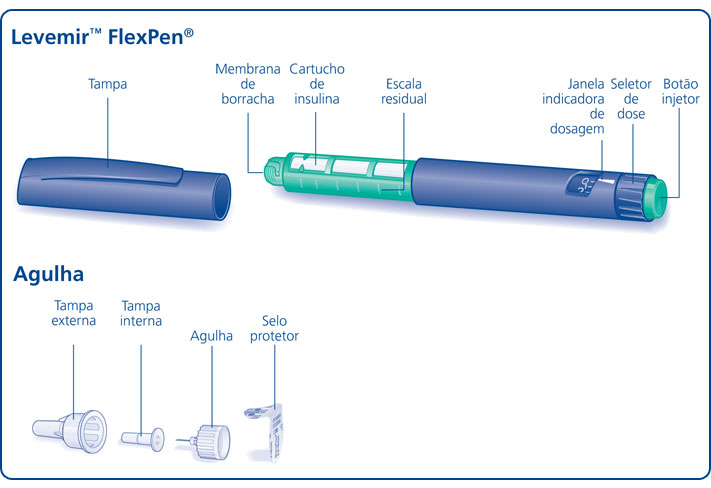 Levemir™ FlexPen®
Tampa
Membrana
de
borracha
Cartucho
de
insulina
Escala
residual
Janela
indicadora
de
dosagem
Seletor
de
dose
Botão
injetor
Agulha
Tampa
externa
Tampa
interna
Agulha
Selo
protetor